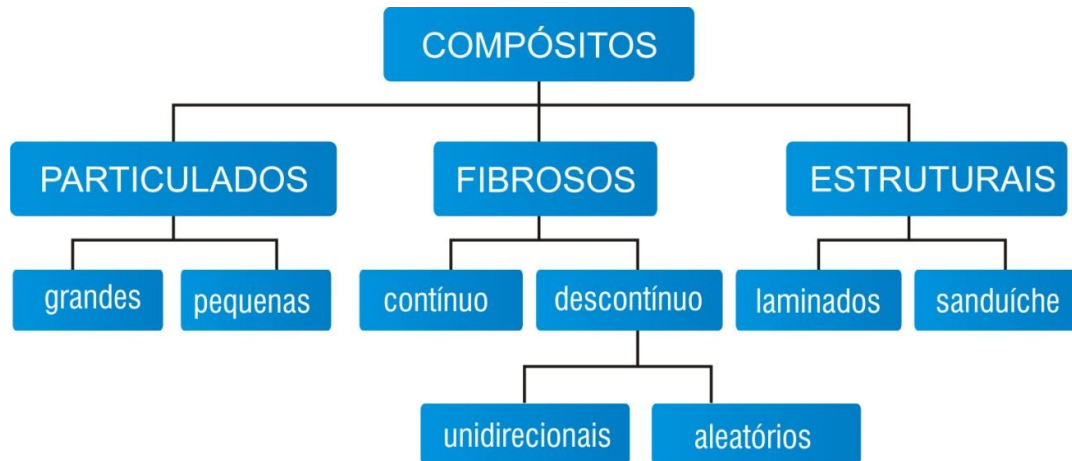 COMPÓSITOS
PARTICULADOS
FIBROSOS
ESTRUTURAIS
grandes
pequenas
contínuo
descontínuo
laminados
sanduíche
unidirecionais
aleatórios